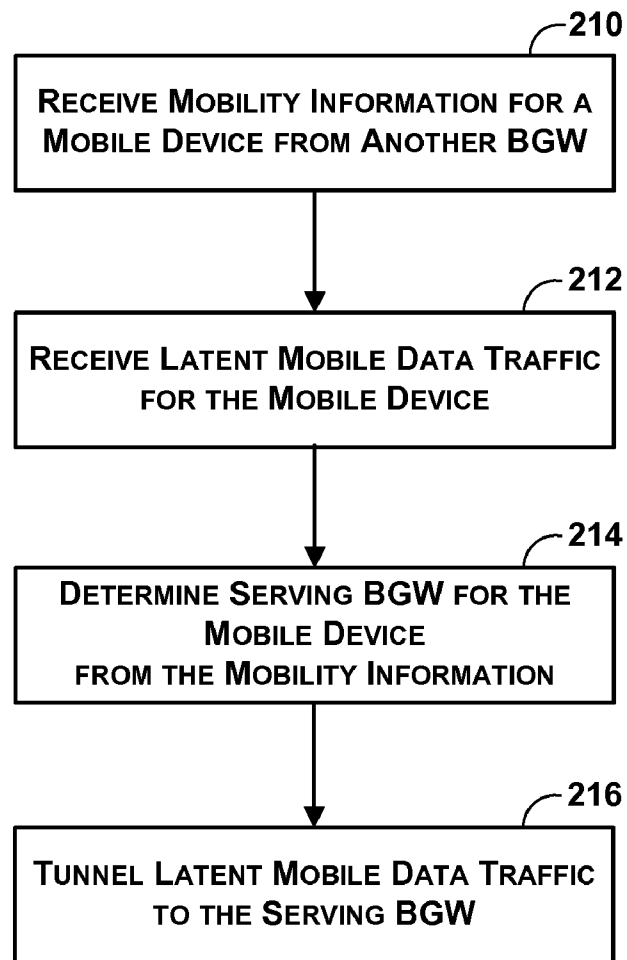 210
RECEIVE MOBILITY INFORMATION FOR A
MOBILE DEVICE FROM ANOTHER BGW
212
RECEIVE LATENT MOBILE DATA TRAFFIC
FOR THE MOBILE DEVICE
214
DETERMINE SERVING BGW FOR THE
MOBILE DEVICE
FROM THE MOBILITY INFORMATION
216
TUNNEL LATENT MOBILE DATA TRAFFIC
TO THE SERVING BGW